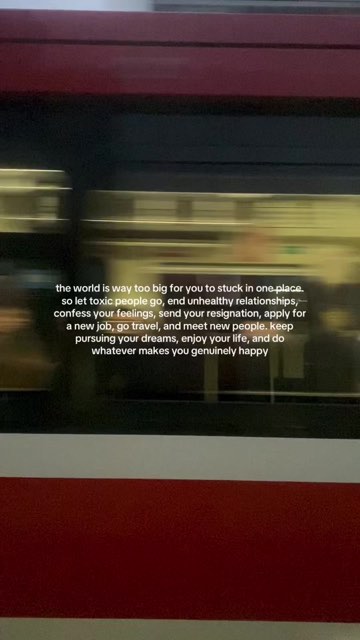 the world is way too big for you to stuck in one place.
so let toxic people go, end unhealthy relationships,
confess your feelings, send your resignation, apply for
a new job, go travel, and meet new people. keep
pursuing your dreams, enjoy your life, and do
whatever makes you genuinely happy